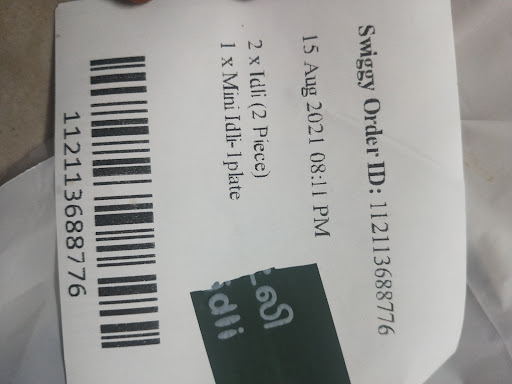 Swiggy Order ID: 112113688776
15 Aug 2021 08:11 PM
2 x Idli (2 Piece)
1 x Mini Idli-1plate
112113688776
idli